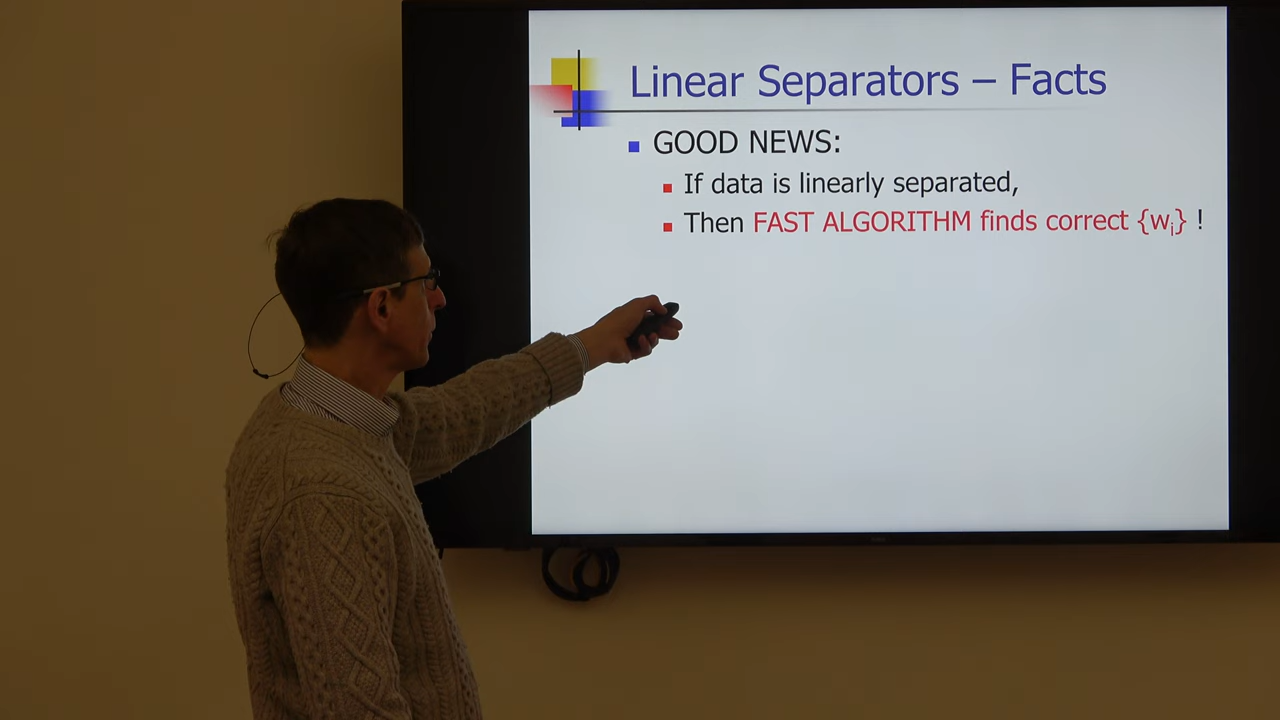 Linear Separators – Facts
GOOD NEWS:
If data is linearly separated,
Then FAST ALGORITHM finds correct {wᵢ} !